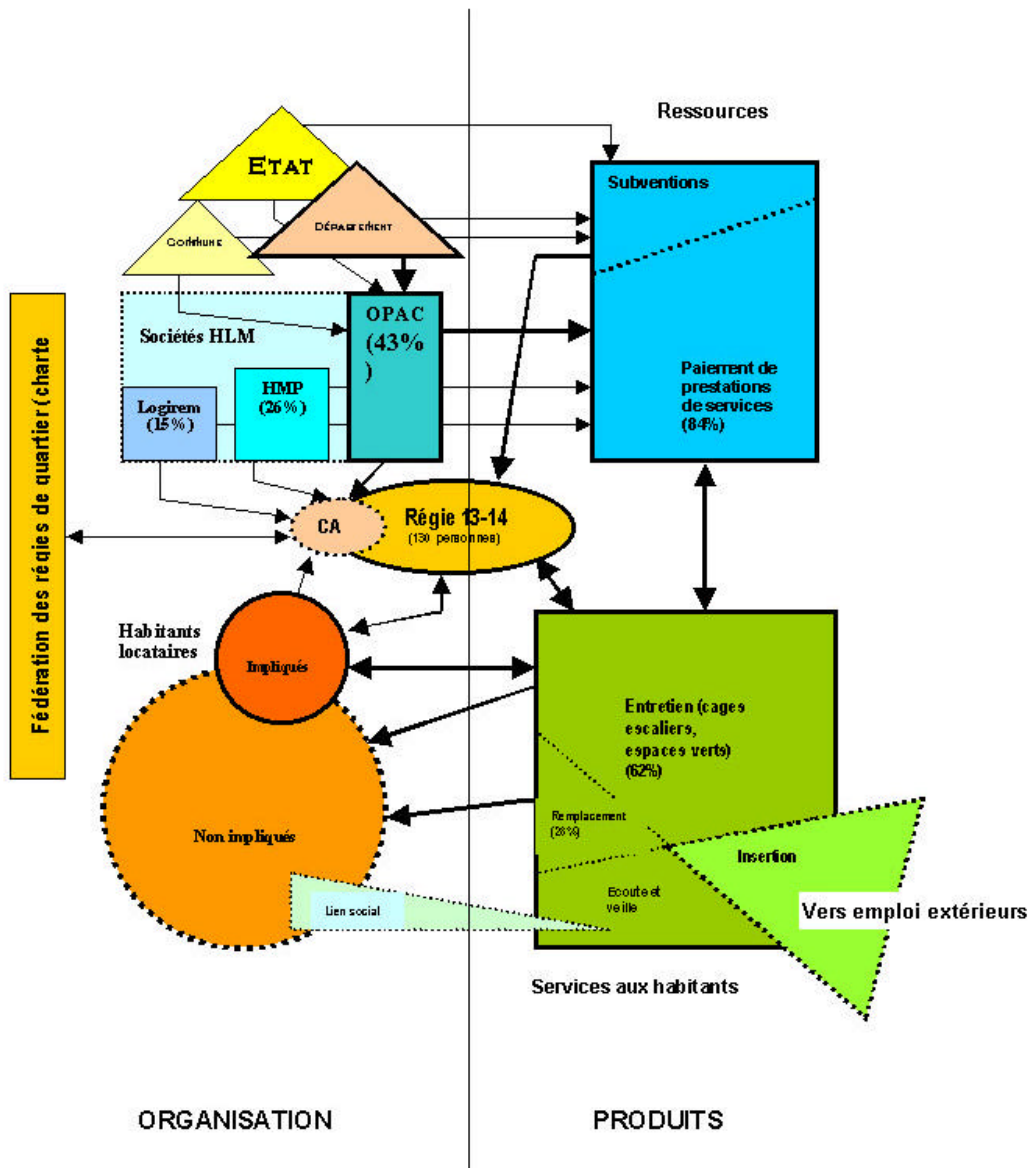 Ressources
ETAT
Subventions
DÉPARTEMENT
COMMUNE
OPAC
(43%
)
Sociétés HLM
HMP
(26%)
Logirem
(15%)
Paiement de
prestations
de services
(84%)
Fédération des régies de quartier (charte
CA
Régie 13-14
(130 personnes)
Habitants
locataires
Impliqués
Entretien (cages
escaliers,
espaces verts)
(62%)
Non impliqués
Remplacement
(28%)
Insertion
Ecoute et
veille
Lien social
Vers emploi extérieurs
Services aux habitants
ORGANISATION
PRODUITS